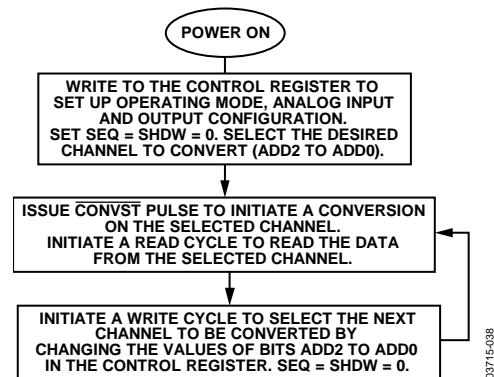 POWER ON
WRITE TO THE CONTROL REGISTER TO
SET UP OPERATING MODE, ANALOG INPUT
AND OUTPUT CONFIGURATION.
SET SEQ = SHDW = 0. SELECT THE DESIRED
CHANNEL TO CONVERT (ADD2 TO ADD0).
ISSUE CONVST PULSE TO INITIATE A CONVERSION
ON THE SELECTED CHANNEL.
INITIATE A READ CYCLE TO READ THE DATA
FROM THE SELECTED CHANNEL.
INITIATE A WRITE CYCLE TO SELECT THE NEXT
CHANNEL TO BE CONVERTED BY
CHANGING THE VALUES OF BITS ADD2 TO ADD0
IN THE CONTROL REGISTER. SEQ = SHDW = 0.
03715-038